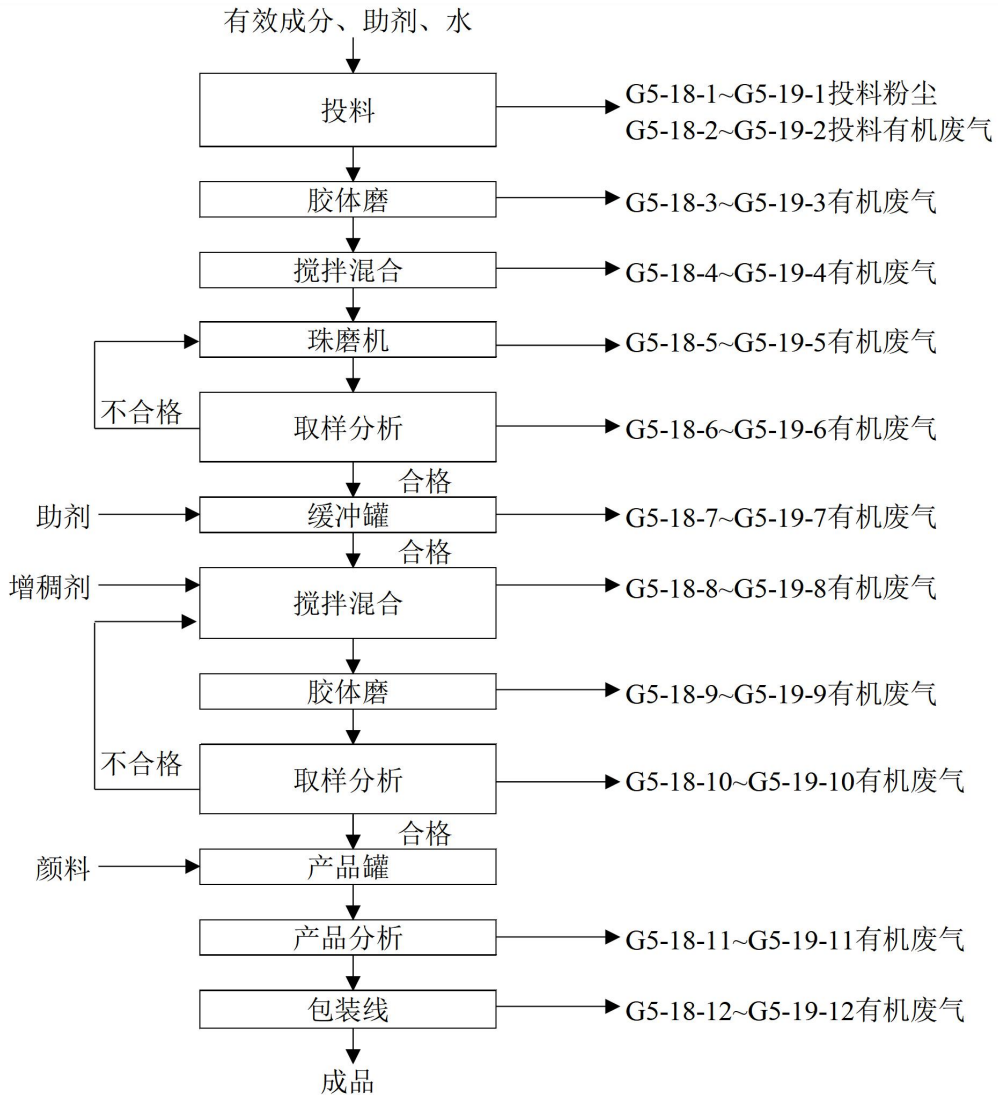 有效成分、助剂、水
投料
G5-18-1~G5-19-1投料粉尘
G5-18-2~G5-19-2投料有机废气
胶体磨
G5-18-3~G5-19-3有机废气
搅拌混合
G5-18-4~G5-19-4有机废气
珠磨机
G5-18-5~G5-19-5有机废气
不合格
取样分析
G5-18-6~G5-19-6有机废气
合格
助剂
缓冲罐
G5-18-7~G5-19-7有机废气
合格
增稠剂
搅拌混合
G5-18-8~G5-19-8有机废气
胶体磨
G5-18-9~G5-19-9有机废气
不合格
取样分析
G5-18-10~G5-19-10有机废气
合格
颜料
产品罐
产品分析
G5-18-11~G5-19-11有机废气
包装线
G5-18-12~G5-19-12有机废气
成品